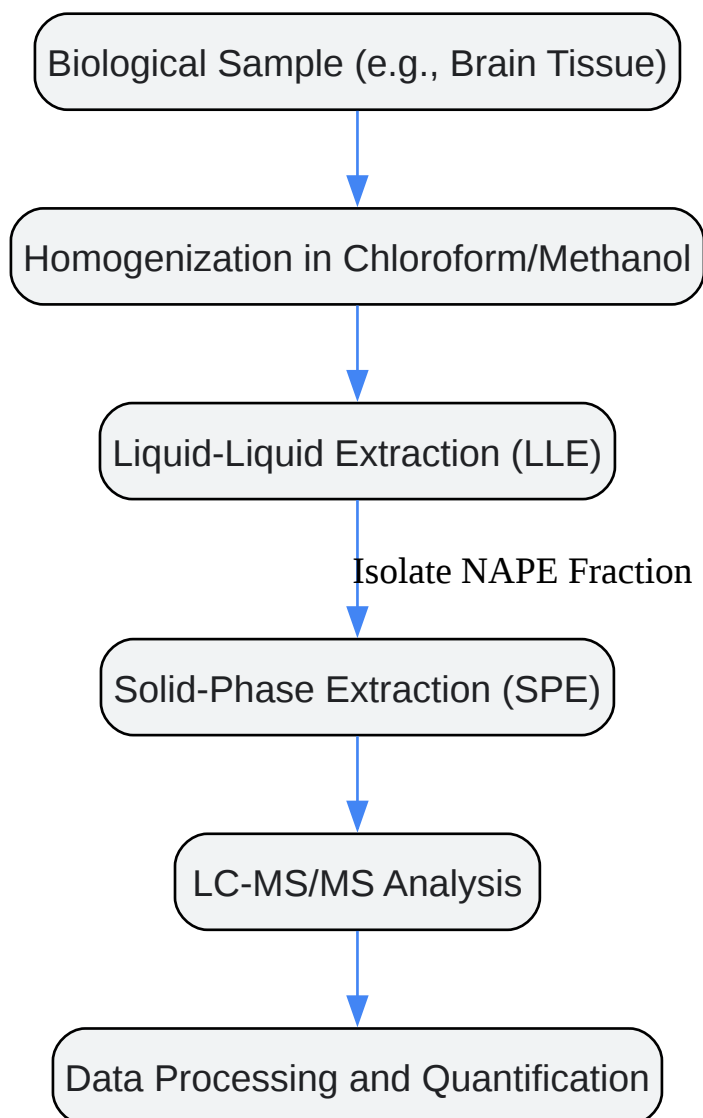 Biological Sample (e.g., Brain Tissue)
Homogenization in Chloroform/Methanol
Liquid-Liquid Extraction (LLE)
Isolate NAPE Fraction
Solid-Phase Extraction (SPE)
LC-MS/MS Analysis
Data Processing and Quantification